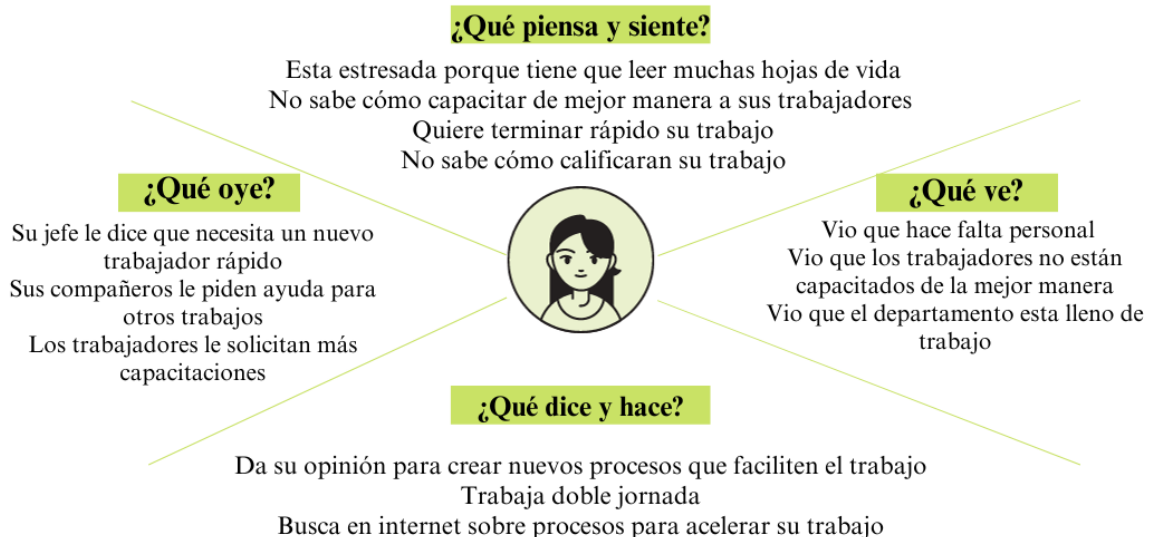 ¿Qué piensa y siente?
Esta estresada porque tiene que leer muchas hojas de vida
No sabe cómo capacitar de mejor manera a sus trabajadores
Quiere terminar rápido su trabajo
No sabe cómo calificaran su trabajo
¿Qué oye?
Su jefe le dice que necesita un nuevo
trabajador rápido
Sus compañeros le piden ayuda para
otros trabajos
Los trabajadores le solicitan más
capacitaciones
¿Qué ve?
Vio que hace falta personal
Vio que los trabajadores no están
capacitados de la mejor manera
Vio que el departamento esta lleno de
trabajo
¿Qué dice y hace?
Da su opinión para crear nuevos procesos que faciliten el trabajo
Trabaja doble jornada
Busca en internet sobre procesos para acelerar su trabajo